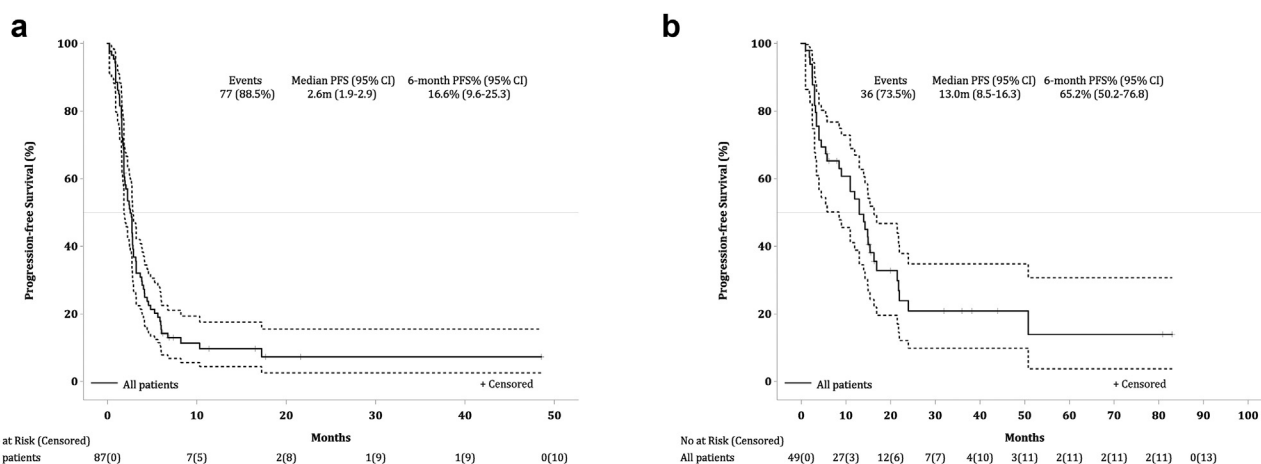 a
100
80
60
40
20
0
Progression-free Survival (%)
Events Median PFS (95% CI) 6-month PFS% (95% CI)
77 (88.5%) 2.6m (1.9-2.9) 16.6% (9.6-25.3)
All patients
+ Censored
0 10 20 30 40 50
Months
at Risk (Censored)
patients 87(0) 7(5) 2(8) 1(9) 1(9) 0(10)
b
100
80
60
40
20
0
Progression-free Survival (%)
Events Median PFS (95% CI) 6-month PFS% (95% CI)
36 (73.5%) 13.0m (8.5-16.3) 65.2% (50.2-76.8)
All patients
+ Censored
0 10 20 30 40 50 60 70 80 90 100
Months
No at Risk (Censored)
All patients 49(0) 27(3) 12(6) 7(7) 4(10) 3(11) 2(11) 2(11) 2(11) 0(13)